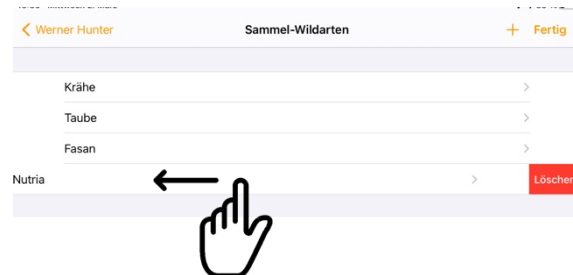 Werner Hunter Sammel-Wildarten + Fertig
Krähe
Taube
Fasan
Nutria Löschen